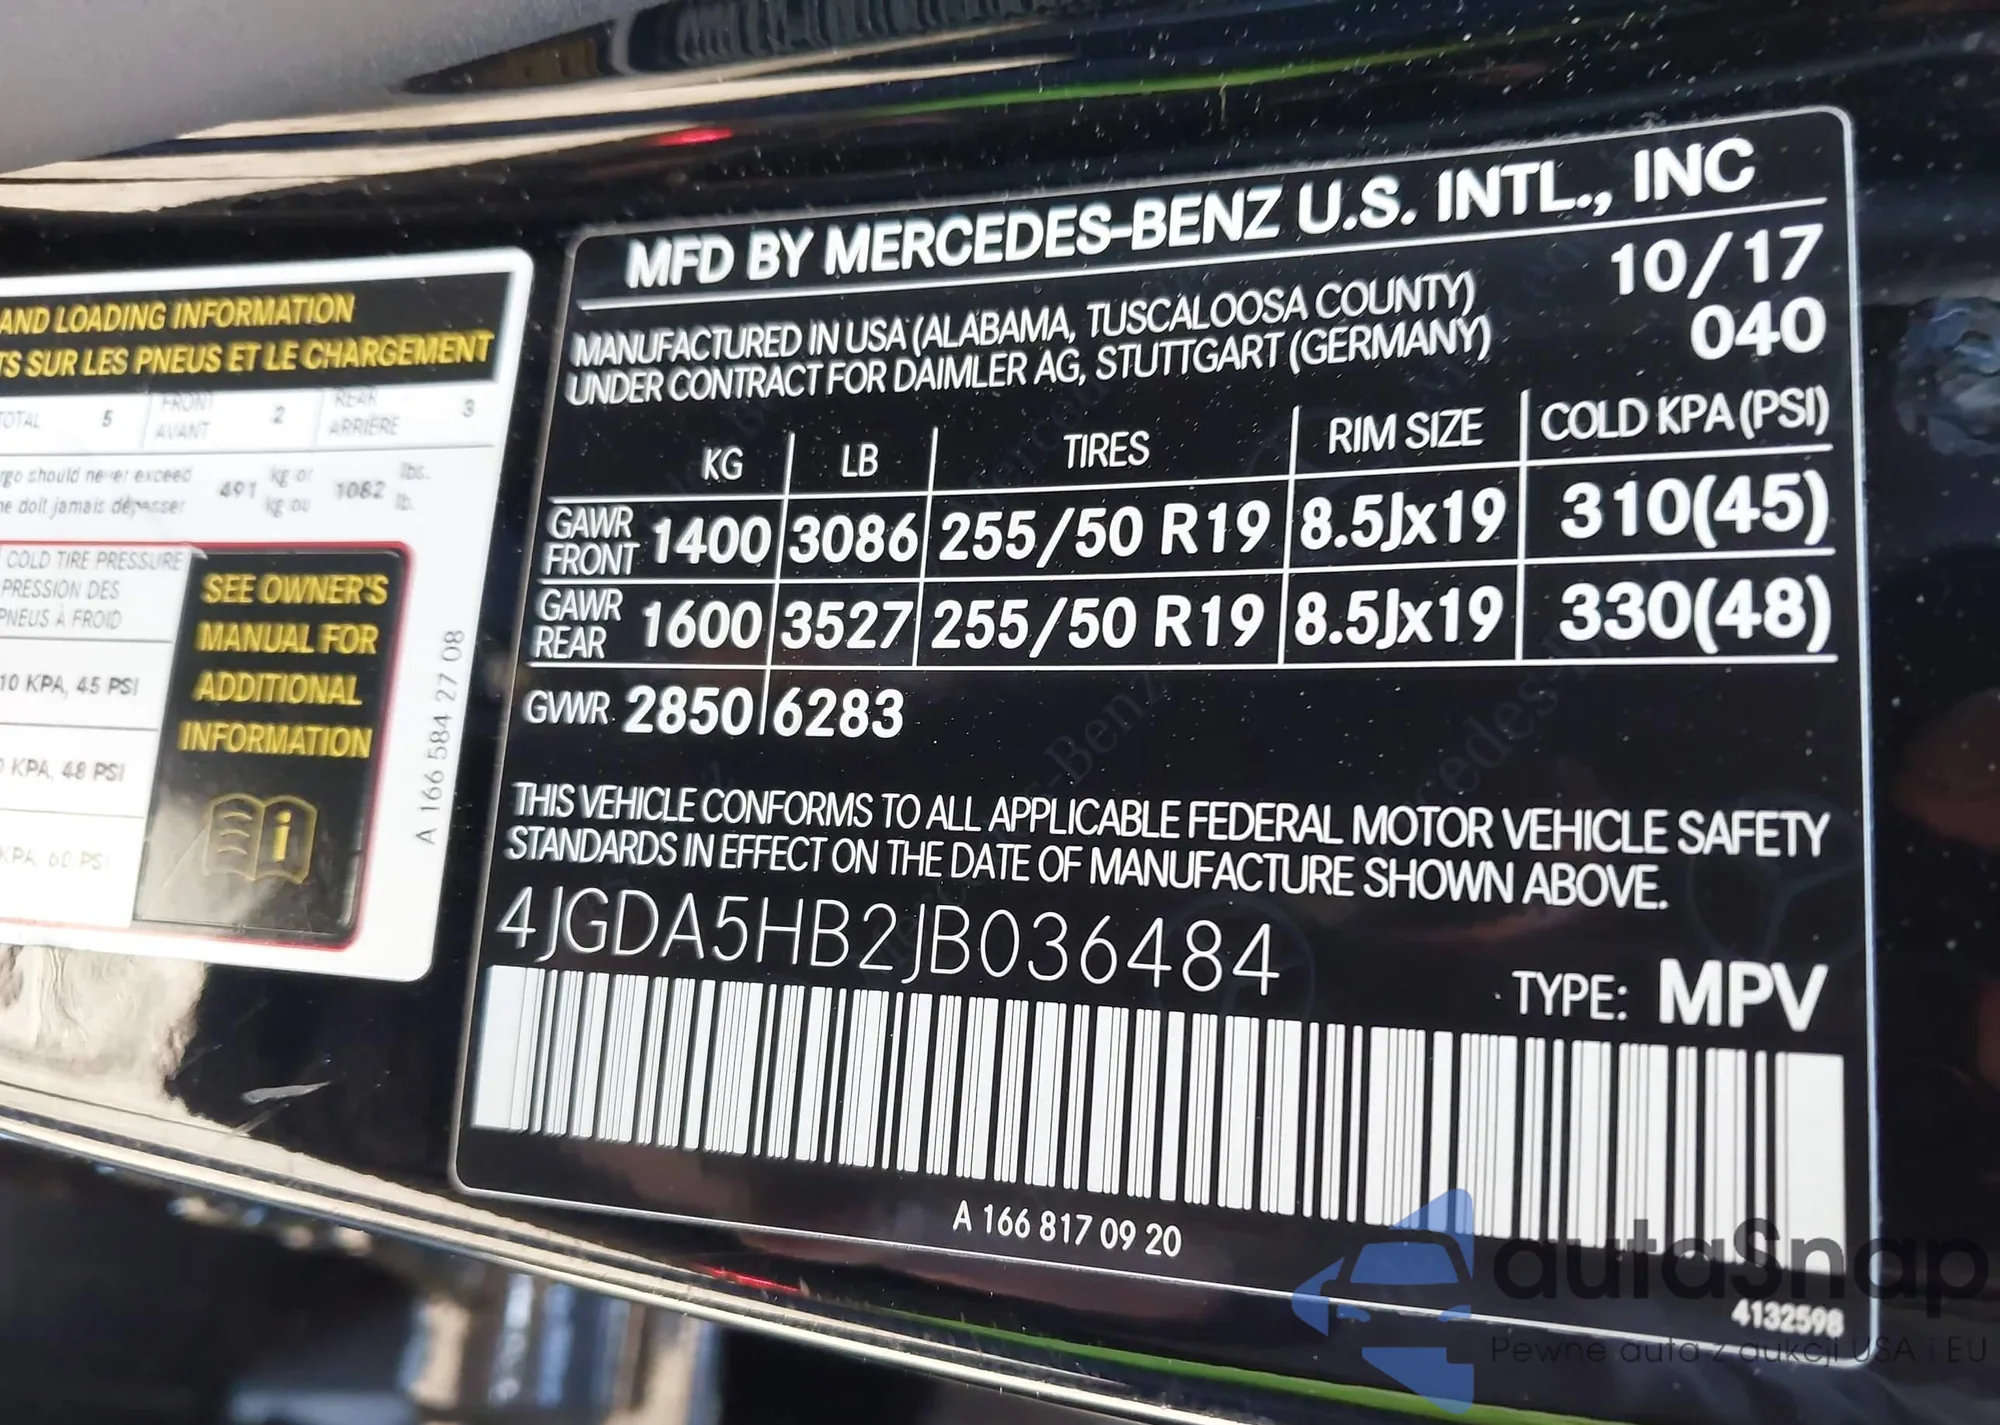 AND LOADING INFORMATION
TS SUR LES PNEUS ET LE CHARGEMENT
TOTAL 5 FRONT AVANT 2 REAR ARRIÈRE 3
should never exceed 491 kg or 1082 lbs.
ne doit jamais dépasser kg ou lb.
COLD TIRE PRESSURE
PRESSION DES
PNEUS À FROID
10 KPA, 45 PSI
KPA, 48 PSI
KPA, 60 PSI
SEE OWNER'S
MANUAL FOR
ADDITIONAL
INFORMATION
i
A 166 584 27 08
MFD BY MERCEDES-BENZ U.S. INTL., INC
10/17
MANUFACTURED IN USA (ALABAMA, TUSCALOOSA COUNTY)
UNDER CONTRACT FOR DAIMLER AG, STUTTGART (GERMANY)
040
KG LB TIRES RIM SIZE COLD KPA (PSI)
GAWR FRONT 1400 3086 255/50 R19 8.5Jx19 310(45)
GAWR REAR 1600 3527 255/50 R19 8.5Jx19 330(48)
GVWR 2850 6283
THIS VEHICLE CONFORMS TO ALL APPLICABLE FEDERAL MOTOR VEHICLE SAFETY
STANDARDS IN EFFECT ON THE DATE OF MANUFACTURE SHOWN ABOVE.
4JGDA5HB2JB036484
TYPE: MPV
A 166 817 09 20
4132598
autaSnap
Pewne auta z aukcji USA i EU